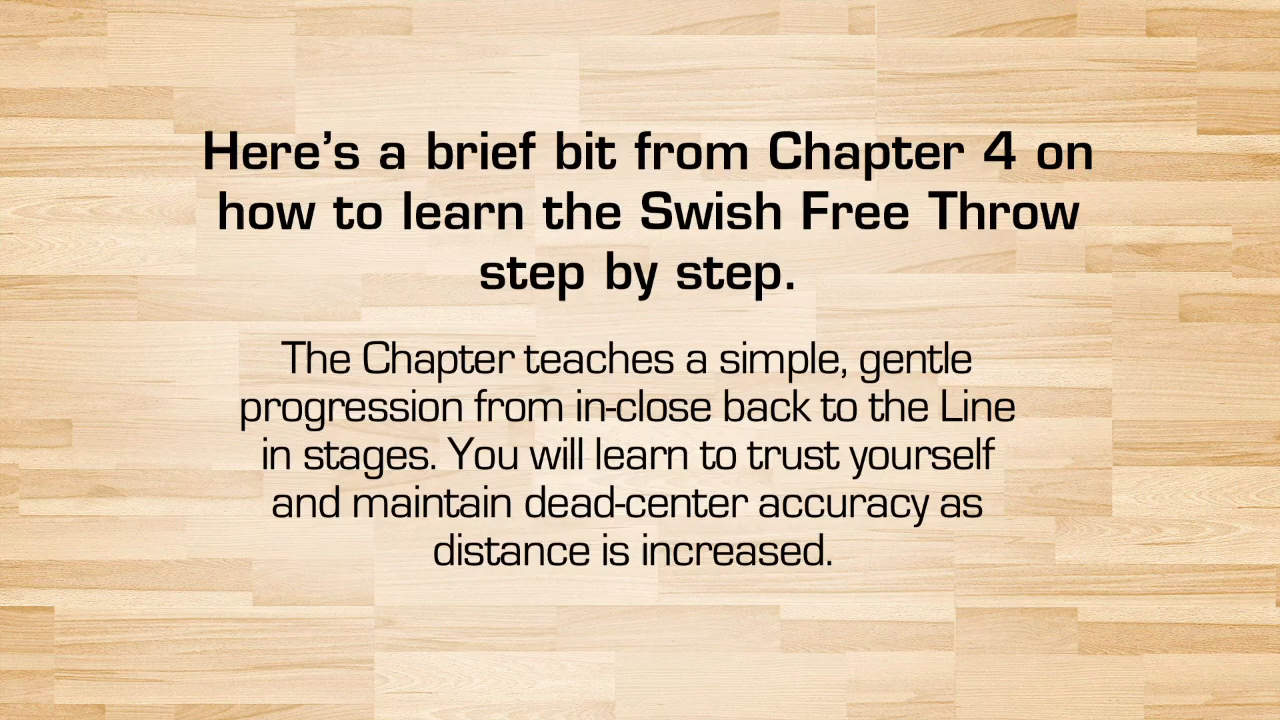 Here’s a brief bit from Chapter 4 on
how to learn the Swish Free Throw
step by step.
The Chapter teaches a simple, gentle
progression from in-close back to the Line
in stages. You will learn to trust yourself
and maintain dead-center accuracy as
distance is increased.